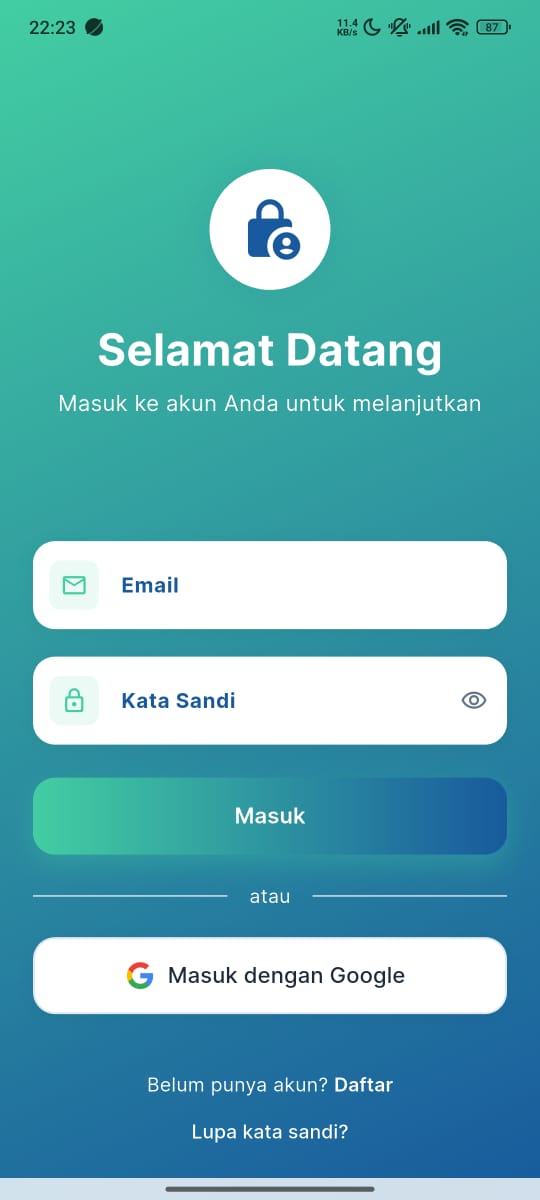 22:23
11.4
KB/s
87
Selamat Datang
Masuk ke akun Anda untuk melanjutkan
Email
Kata Sandi
Masuk
atau
Masuk dengan Google
Belum punya akun? Daftar
Lupa kata sandi?